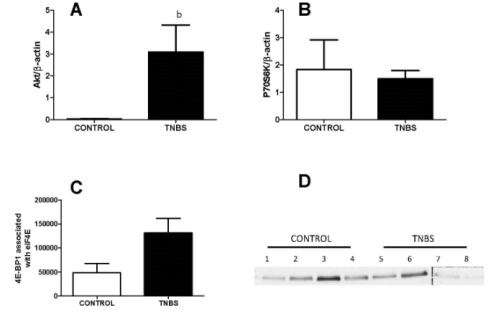 A
b
Akt/β-actin
5
4
3
2
1
0
CONTROL
TNBS
B
P70S6K/β-actin
4
3
2
1
0
CONTROL
TNBS
C
4E-BP1 associated
with eiF4E
200000
150000
100000
50000
0
CONTROL
TNBS
D
CONTROL TNBS
1 2 3 4 5 6 7 8